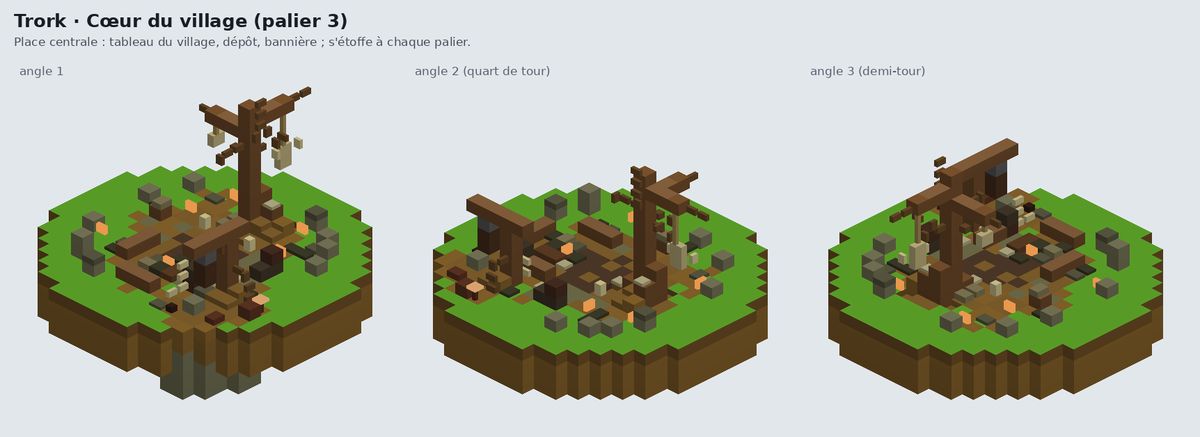 Trork · Cœur du village (palier 3)
Place centrale : tableau du village, dépôt, bannière ; s'étoffe à chaque palier.
angle 1
angle 2 (quart de tour)
angle 3 (demi-tour)